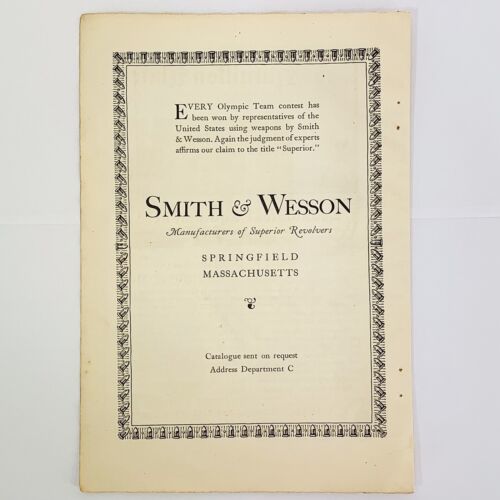 EVERY Olympic Team contest has
been won by representatives of the
United States using weapons by Smith
& Wesson. Again the judgment of experts
affirms our claim to the title "Superior."
SMITH & WESSON
Manufacturers of Superior Revolvers
SPRINGFIELD
MASSACHUSETTS
Catalogue sent on request
Address Department C